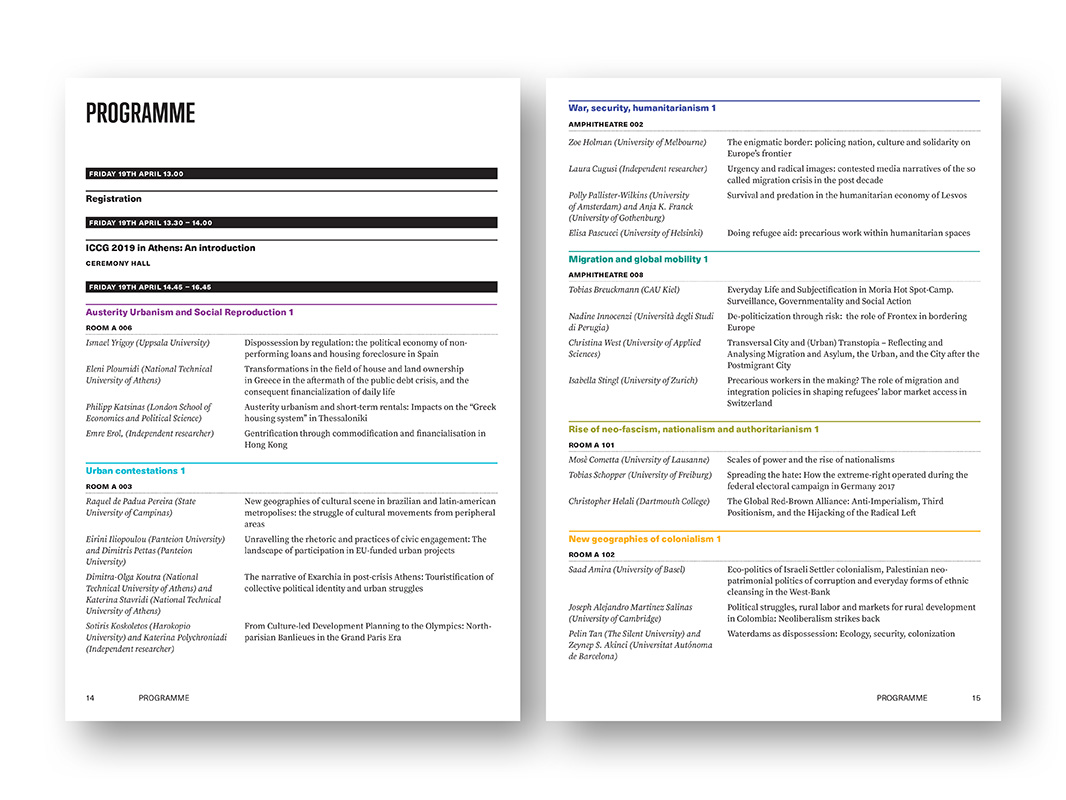 PROGRAMME
FRIDAY 19TH APRIL 13.00
Registration
FRIDAY 19TH APRIL 13.30 – 14.00
ICCG 2019 in Athens: An introduction
CEREMONY HALL
FRIDAY 19TH APRIL 14.45 – 16.45
Austerity Urbanism and Social Reproduction 1
ROOM A 006
Ismael Yrigoy (Uppsala University)
Dispossession by regulation: the political economy of non-
performing loans and housing foreclosure in Spain
Eleni Ploumidi (National Technical
University of Athens)
Transformations in the field of house and land ownership
in Greece in the aftermath of the public debt crisis, and the
consequent financialization of daily life
Philipp Katsinas (London School of
Economics and Political Science)
Austerity urbanism and short-term rentals: Impacts on the “Greek
housing system” in Thessaloniki
Emre Erol, (Independent researcher)
Gentrification through commodification and financialisation in
Hong Kong
Urban contestations 1
ROOM A 003
Raquel de Padua Pereira (State
University of Campinas)
New geographies of cultural scene in brazilian and latin-american
metropolises: the struggle of cultural movements from peripheral
areas
Eirini Iliopoulou (Panteion University)
and Dimitris Pettas (Panteion
University)
Unravelling the rhetoric and practices of civic engagement: The
landscape of participation in EU-funded urban projects
Dimitra-Olga Koutra (National
Technical University of Athens) and
Katerina Stavridi (National Technical
University of Athens)
The narrative of Exarchia in post-crisis Athens: Touristification of
collective political identity and urban struggles
Sotiris Koskoletos (Harokopio
University) and Katerina Polychroniadi
(Independent researcher)
From Culture-led Development Planning to the Olympics: North-
parisian Banlieues in the Grand Paris Era
14
PROGRAMME
War, security, humanitarianism 1
AMPHITHEATRE 002
Zoe Holman (University of Melbourne)
The enigmatic border: policing nation, culture and solidarity on
Europe's frontier
Laura Cugusi (Independent researcher)
Urgency and radical images: contested media narratives of the so
called migration crisis in the post decade
Polly Pallister-Wilkins (University
of Amsterdam) and Anja K. Franck
(University of Gothenburg)
Survival and predation in the humanitarian economy of Lesvos
Elisa Pascucci (University of Helsinki)
Doing refugee aid: precarious work within humanitarian spaces
Migration and global mobility 1
AMPHITHEATRE 008
Tobias Breuckmann (CAU Kiel)
Everyday Life and Subjectification in Moria Hot Spot-Camp.
Surveillance, Governmentality and Social Action
Nadine Innocenzi (Università degli Studi
di Perugia)
De-politicization through risk: the role of Frontex in bordering
Europe
Christina West (University of Applied
Sciences)
Transversal City and (Urban) Transtopia – Reflecting and
Analysing Migration and Asylum, the Urban, and the City after the
Postmigrant City
Isabella Stingl (University of Zurich)
Precarious workers in the making? The role of migration and
integration policies in shaping refugees' labor market access in
Switzerland
Rise of neo-fascism, nationalism and authoritarianism 1
ROOM A 101
Mosè Cometta (University of Lausanne)
Scales of power and the rise of nationalisms
Tobias Schopper (University of Freiburg)
Spreading the hate: How the extreme-right operated during the
federal electoral campaign in Germany 2017
Christopher Helali (Dartmouth College)
The Global Red-Brown Alliance: Anti-Imperialism, Third
Positionism, and the Hijacking of the Radical Left
New geographies of colonialism 1
ROOM A 102
Saad Amira (University of Basel)
Eco-politics of Israeli Settler colonialism, Palestinian neo-
patrimonial politics of corruption and everyday forms of ethnic
cleansing in the West-Bank
Joseph Alejandro Martinez Salinas
(University of Cambridge)
Political struggles, rural labor and markets for rural development
in Colombia: Neoliberalism strikes back
Pelin Tan (The Silent University) and
Zeynep S. Akinci (Universitat Autónoma
de Barcelona)
Waterdams as dispossession: Ecology, security, colonization
PROGRAMME
15